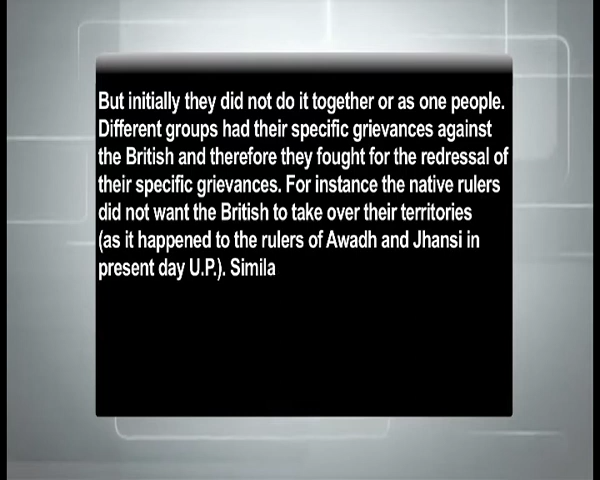 But initially they did not do it together or as one people.
Different groups had their specific grievances against
the British and therefore they fought for the redressal of
their specific grievances. For instance the native rulers
did not want the British to take over their territories
(as it happened to the rulers of Awadh and Jhansi in
present day U.P.). Simila